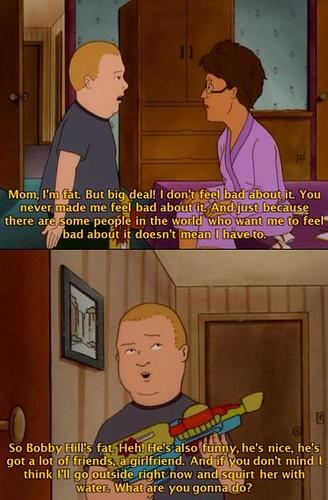 Mom, I'm fat. But big deal! I don't feel bad about it. You
never made me feel bad about it. And just because
there are some people in the world who want me to feel
bad about it doesn't mean I have to.
So Bobby Hill's fat. Heh! He's also funny, he's nice, he's
got a lot of friends, a girlfriend. And if you don't mind I
think I'll go outside right now and squirt her with
water. What are you gonna do?